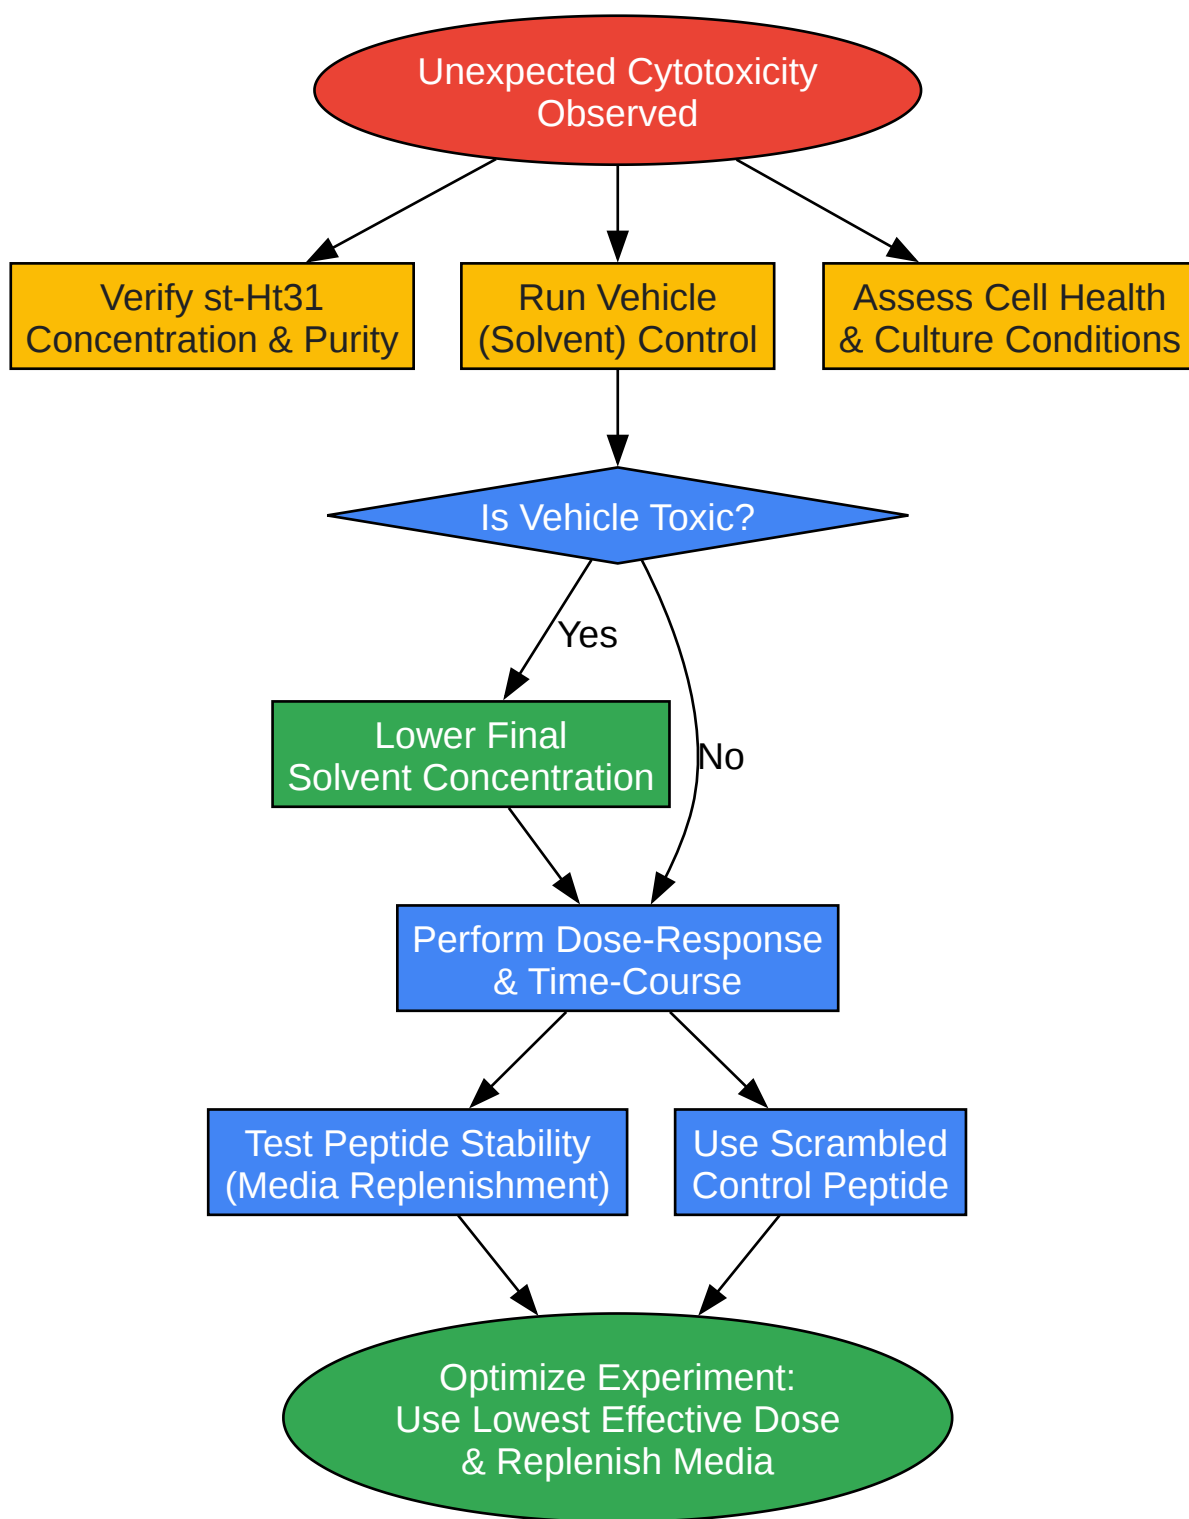 Unexpected Cytotoxicity
Observed
Verify st-Ht31
Concentration & Purity
Run Vehicle
(Solvent) Control
Assess Cell Health
& Culture Conditions
Is Vehicle Toxic?
Yes
Lower Final
Solvent Concentration
No
Perform Dose-Response
& Time-Course
Test Peptide Stability
(Media Replenishment)
Use Scrambled
Control Peptide
Optimize Experiment:
Use Lowest Effective Dose
& Replenish Media